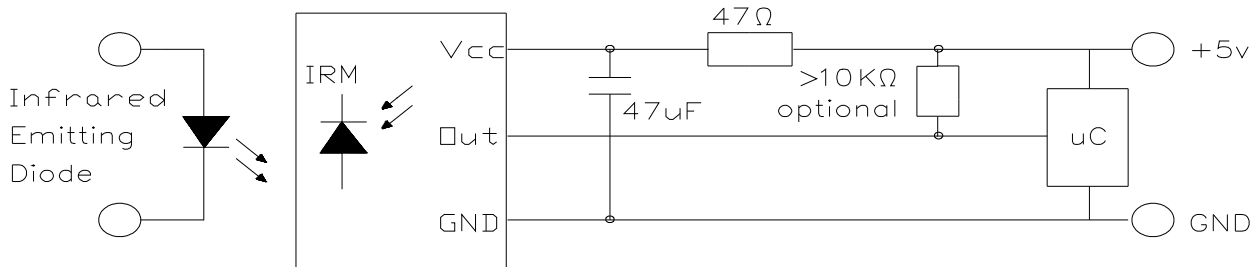 Infrared
Emitting
Diode
IRM
Vcc
Out
GND
47uF
47Ω
>10KΩ
optional
uC
+5v
GND